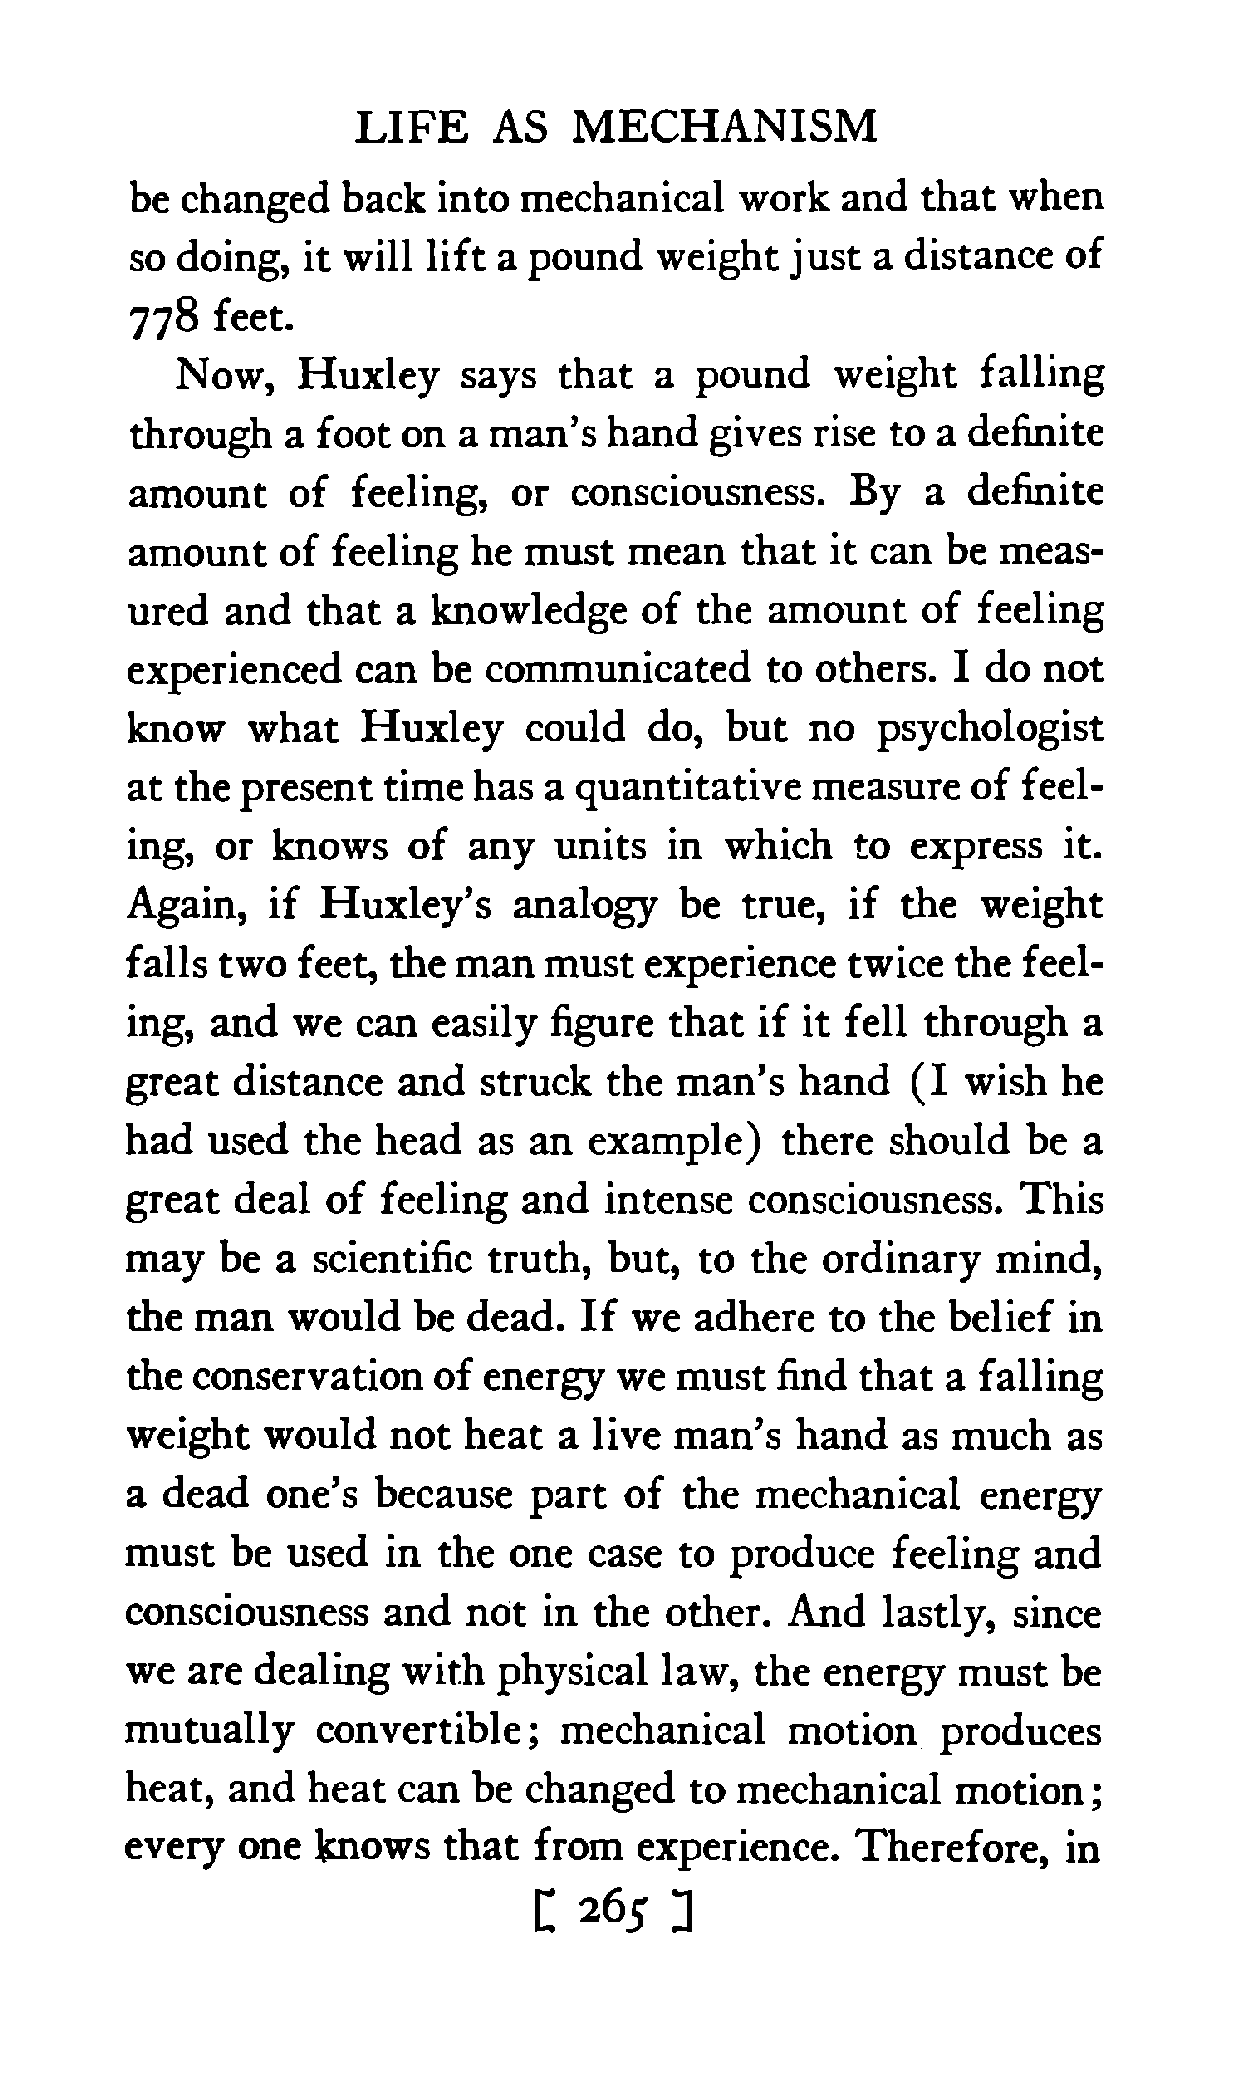 LIFE AS MECHANISM
be changed back into mechanical work and that when
so doing, it will lift a pound weight just a distance of
778 feet.
Now, Huxley says that a pound weight falling
through a foot on a man's hand gives rise to a definite
amount of feeling, or consciousness. By a definite
amount of feeling he must mean that it can be meas-
ured and that a knowledge of the amount of feeling
experienced can be communicated to others. I do not
know what Huxley could do, but no psychologist
at the present time has a quantitative measure of feel-
ing, or knows of any units in which to express it.
Again, if Huxley's analogy be true, if the weight
falls two feet, the man must experience twice the feel-
ing, and we can easily figure that if it fell through a
great distance and struck the man's hand (I wish he
had used the head as an example) there should be a
great deal of feeling and intense consciousness. This
may be a scientific truth, but, to the ordinary mind,
the man would be dead. If we adhere to the belief in
the conservation of energy we must find that a falling
weight would not heat a live man's hand as much as
a dead one's because part of the mechanical energy
must be used in the one case to produce feeling and
consciousness and not in the other. And lastly, since
we are dealing with physical law, the energy must be
mutually convertible; mechanical motion produces
heat, and heat can be changed to mechanical motion;
every one knows that from experience. Therefore, in
[ 265 ]